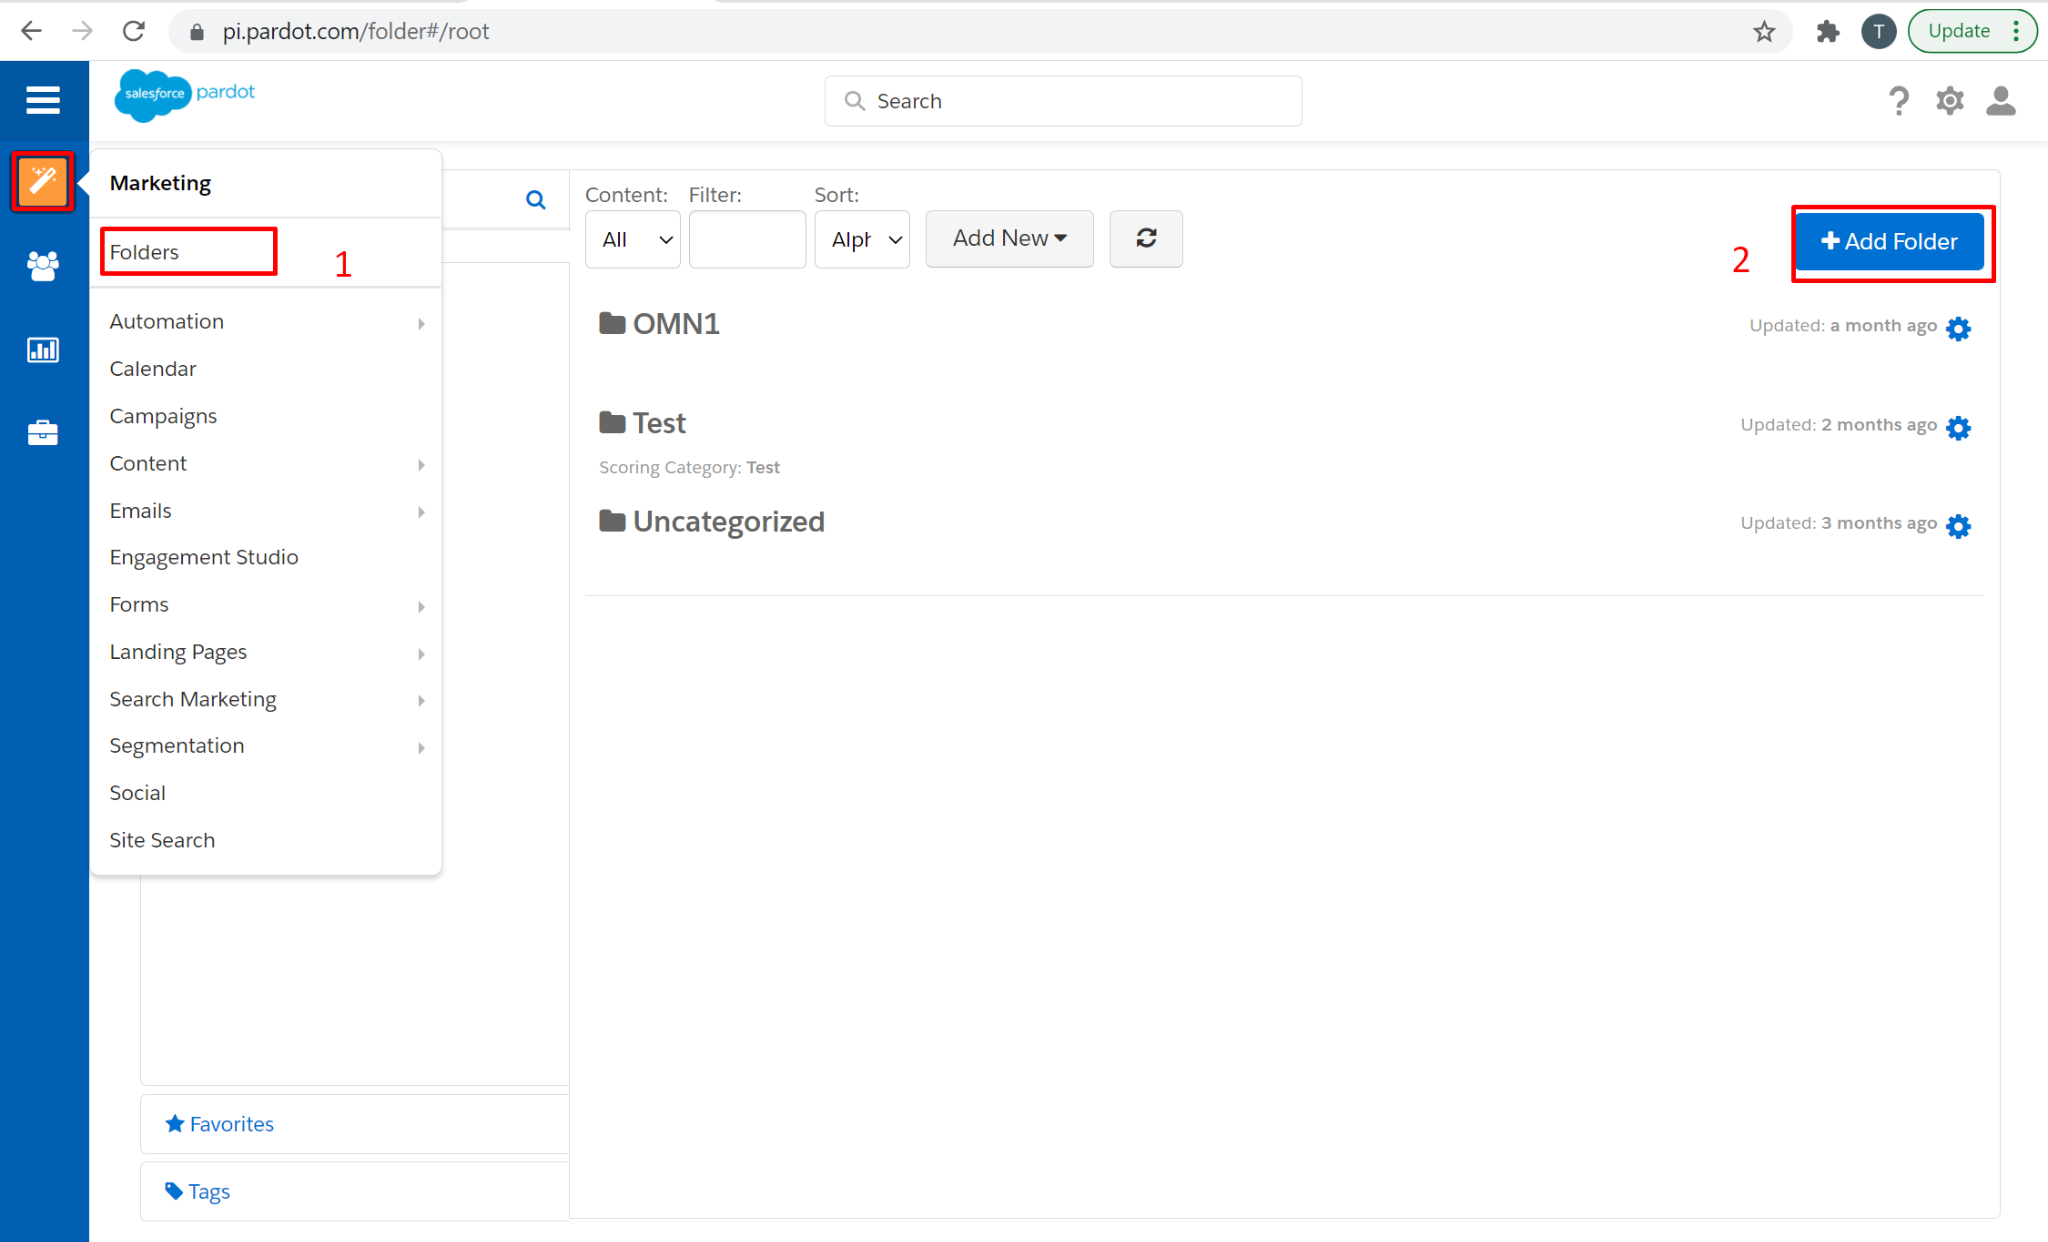 pi.pardot.com/folder#/root
T
Update
salesforce pardot
Search
Marketing
Folders
1
Automation
Calendar
Campaigns
Content
Emails
Engagement Studio
Forms
Landing Pages
Search Marketing
Segmentation
Social
Site Search
Favorites
Tags
Content: Filter: Sort:
All Alph Add New
2
Add Folder
OMN1
Updated: a month ago
Test
Updated: 2 months ago
Scoring Category: Test
Uncategorized
Updated: 3 months ago